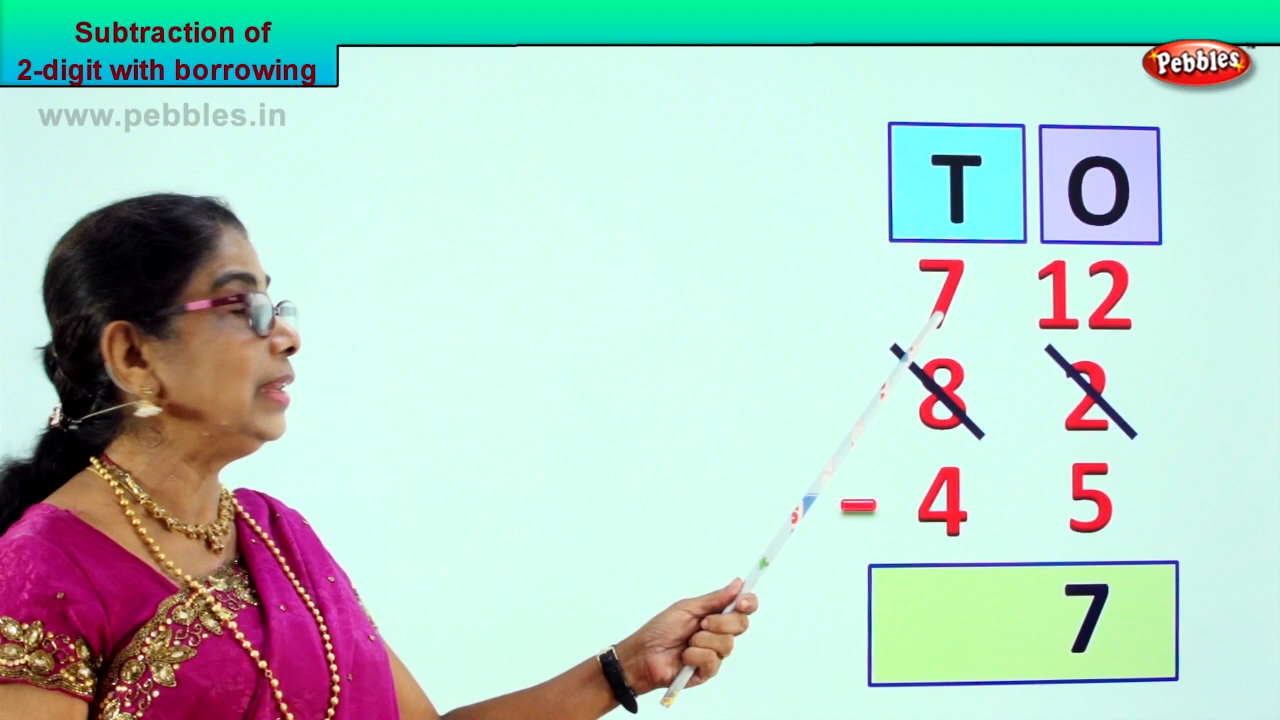 Subtraction of
2-digit with borrowing
www.pebbles.in
Pebbles
T O
7 12
8 2
- 4 5
7